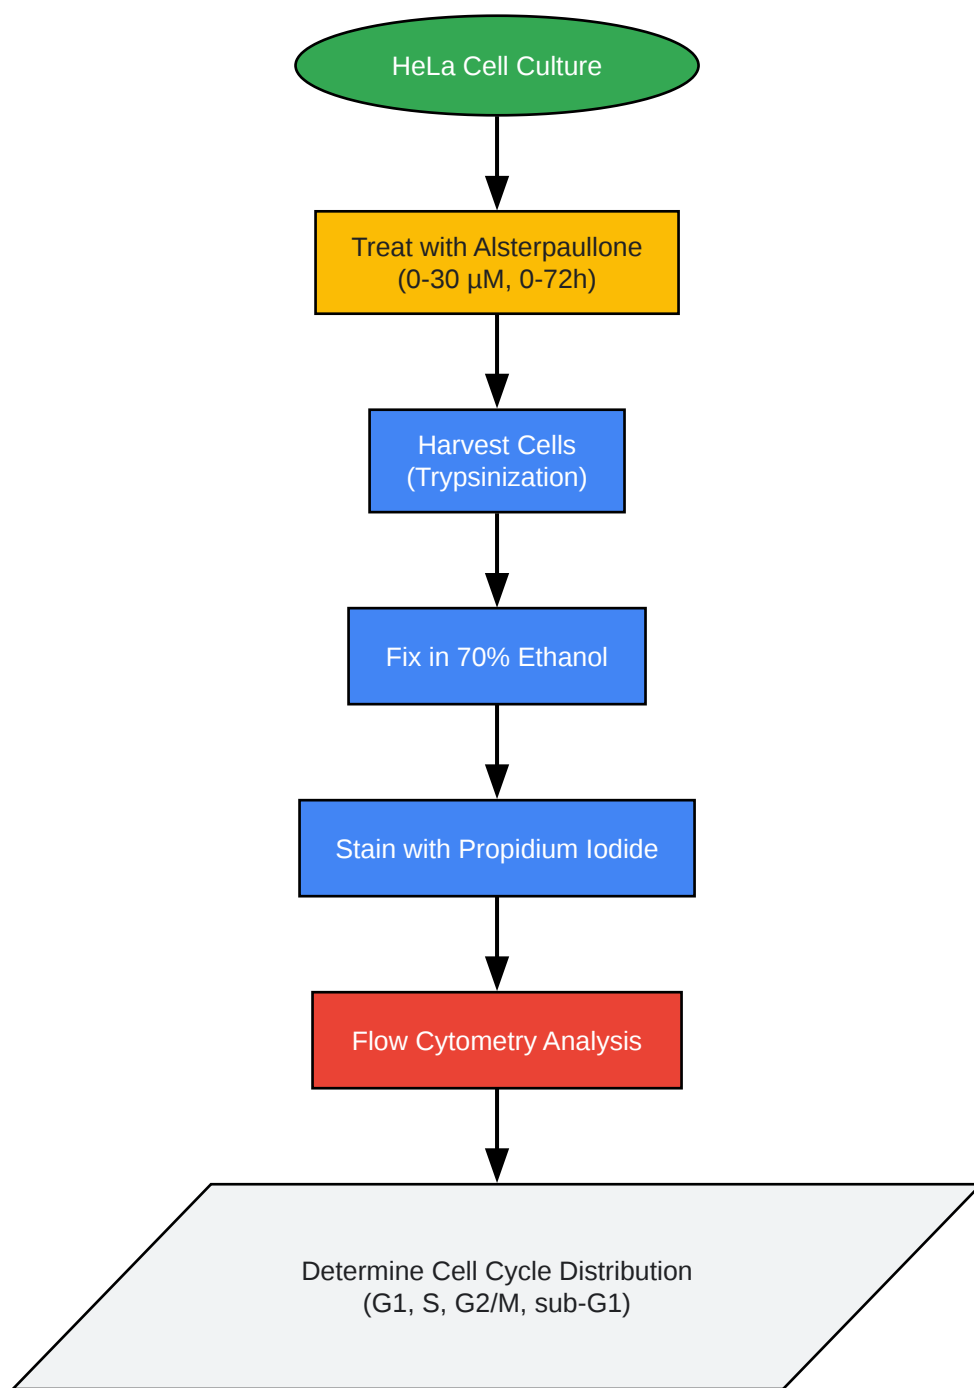 HeLa Cell Culture
Treat with Alsterpaullone
(0-30 µM, 0-72h)
Harvest Cells
(Trypsinization)
Fix in 70% Ethanol
Stain with Propidium Iodide
Flow Cytometry Analysis
Determine Cell Cycle Distribution
(G1, S, G2/M, sub-G1)